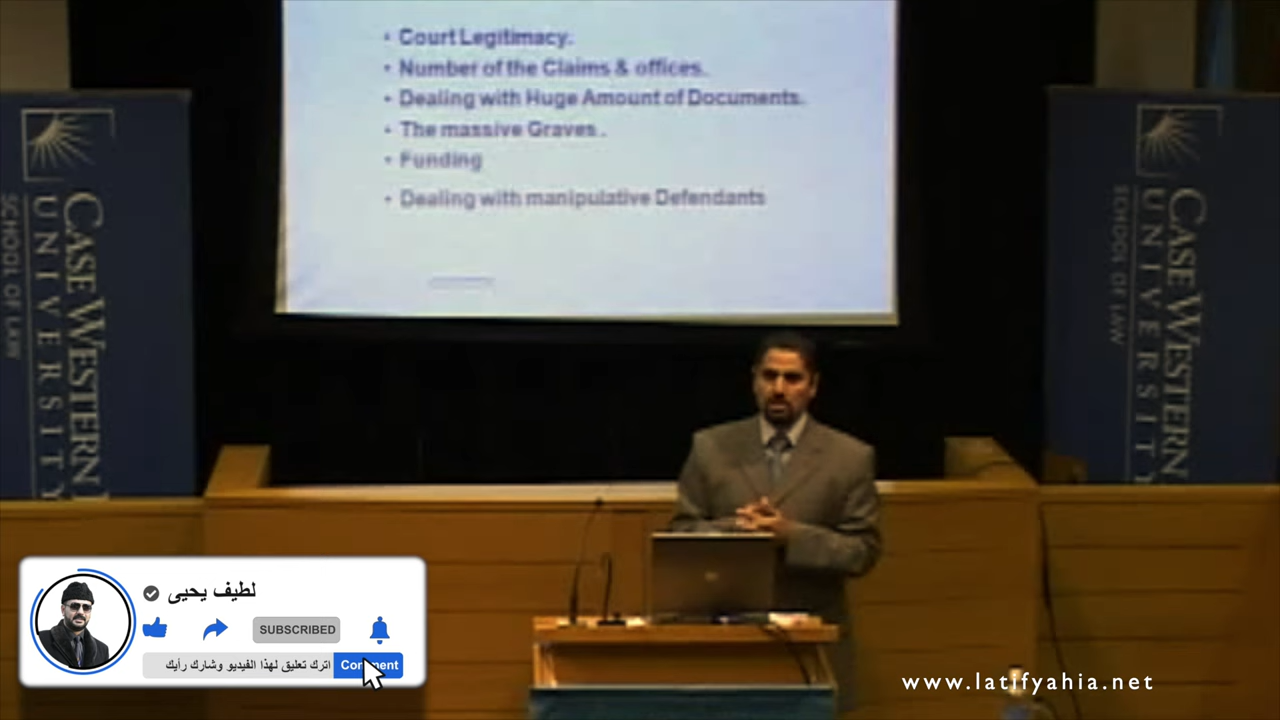 • Court Legitimacy.
• Number of the Claims & offices.
• Dealing with Huge Amount of Documents.
• The massive Graves .
• Funding
• Dealing with manipulative Defendants
CASE WESTERN
UNIVERSITY
SCHOOL OF LAW
CASE WESTERN
UNIVERSITY
SCHOOL OF LAW
لطيف يحيى
SUBSCRIBED
اترك تعليق لهذا الفيديو وشارك رأيك
Comment
www.latifyahia.net